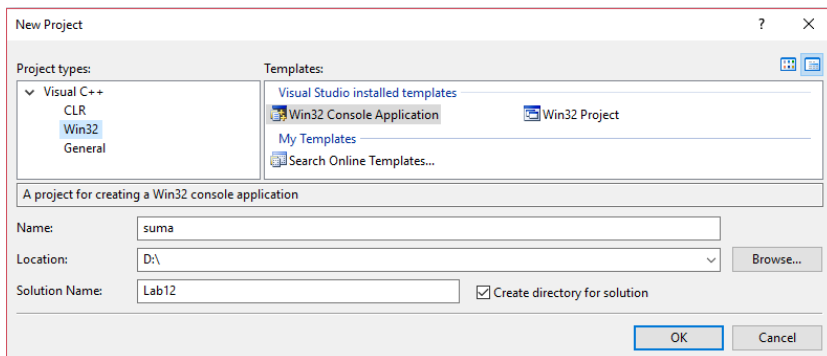 New Project ? ×
Project types: Templates:
Visual C++
CLR
Win32
General
Visual Studio installed templates
Win32 Console Application Win32 Project
My Templates
Search Online Templates...
A project for creating a Win32 console application
Name: suma
Location: D:\ Browse...
Solution Name: Lab12 Create directory for solution
OK Cancel